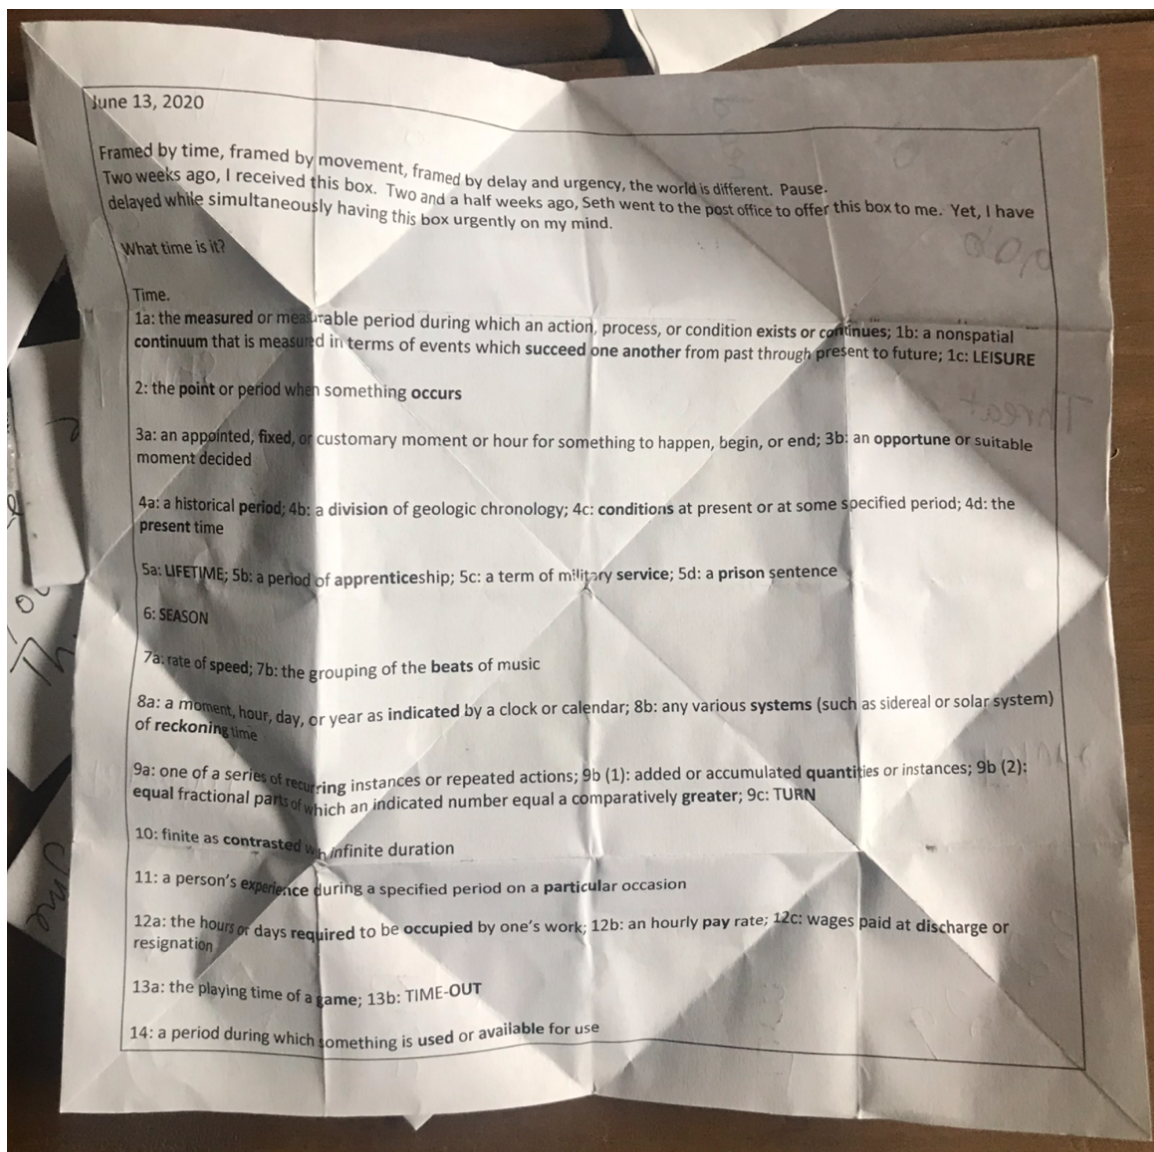 June 13, 2020
Framed by time, framed by movement, framed by delay and urgency, the world is different. Pause.
Two weeks ago, I received this box. Two and a half weeks ago, Seth went to the post office to offer this box to me. Yet, I have
delayed while simultaneously having this box urgently on my mind.
What time is it?
Time.
1a: the measured or measurable period during which an action, process, or condition exists or continues; 1b: a nonspatial
continuum that is measured in terms of events which succeed one another from past through present to future; 1c: LEISURE
2: the point or period when something occurs
3a: an appointed, fixed, or customary moment or hour for something to happen, begin, or end; 3b: an opportune or suitable
moment decided
4a: a historical period; 4b: a division of geologic chronology; 4c: conditions at present or at some specified period; 4d: the
present time
5a: LIFETIME; 5b: a period of apprenticeship; 5c: a term of military service; 5d: a prison sentence
6: SEASON
7a: rate of speed; 7b: the grouping of the beats of music
8a: a moment, hour, day, or year as indicated by a clock or calendar; 8b: any various systems (such as sidereal or solar system)
of reckoning time
9a: one of a series of recurring instances or repeated actions; 9b (1): added or accumulated quantities or instances; 9b (2):
equal fractional parts of which an indicated number equal a comparatively greater; 9c: TURN
10: finite as contrasted infinite duration
11: a person's experience during a specified period on a particular occasion
12a: the hours or days required to be occupied by one's work; 12b: an hourly pay rate; 12c: wages paid at discharge or
resignation
13a: the playing time of a game; 13b: TIME-OUT
14: a period during which something is used or available for use
Threat